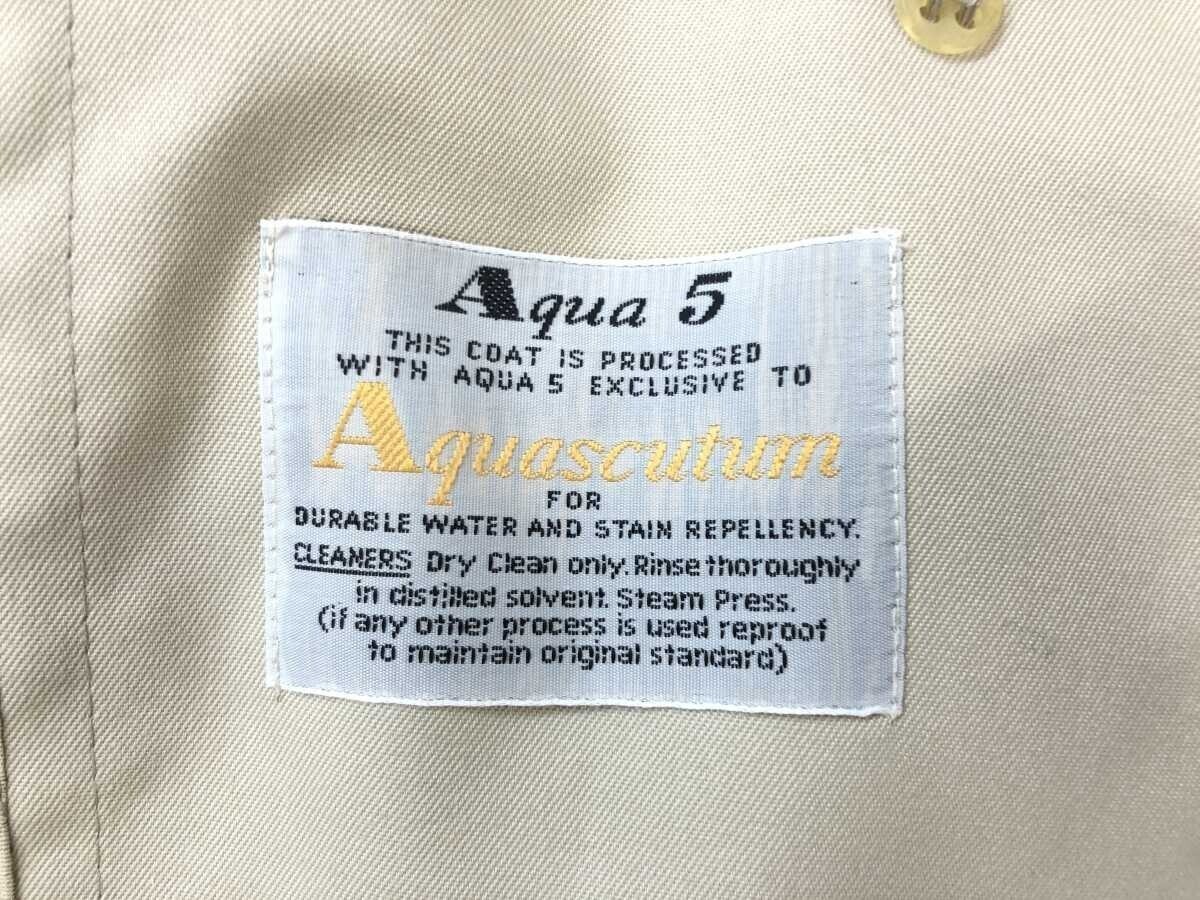 Aqua 5
THIS COAT IS PROCESSED
WITH AQUA 5 EXCLUSIVE TO
Aquascutum
FOR
DURABLE WATER AND STAIN REPELLENCY.
CLEANERS Dry Clean only. Rinse thoroughly
in distilled solvent. Steam Press.
(if any other process is used reproof
to maintain original standard)